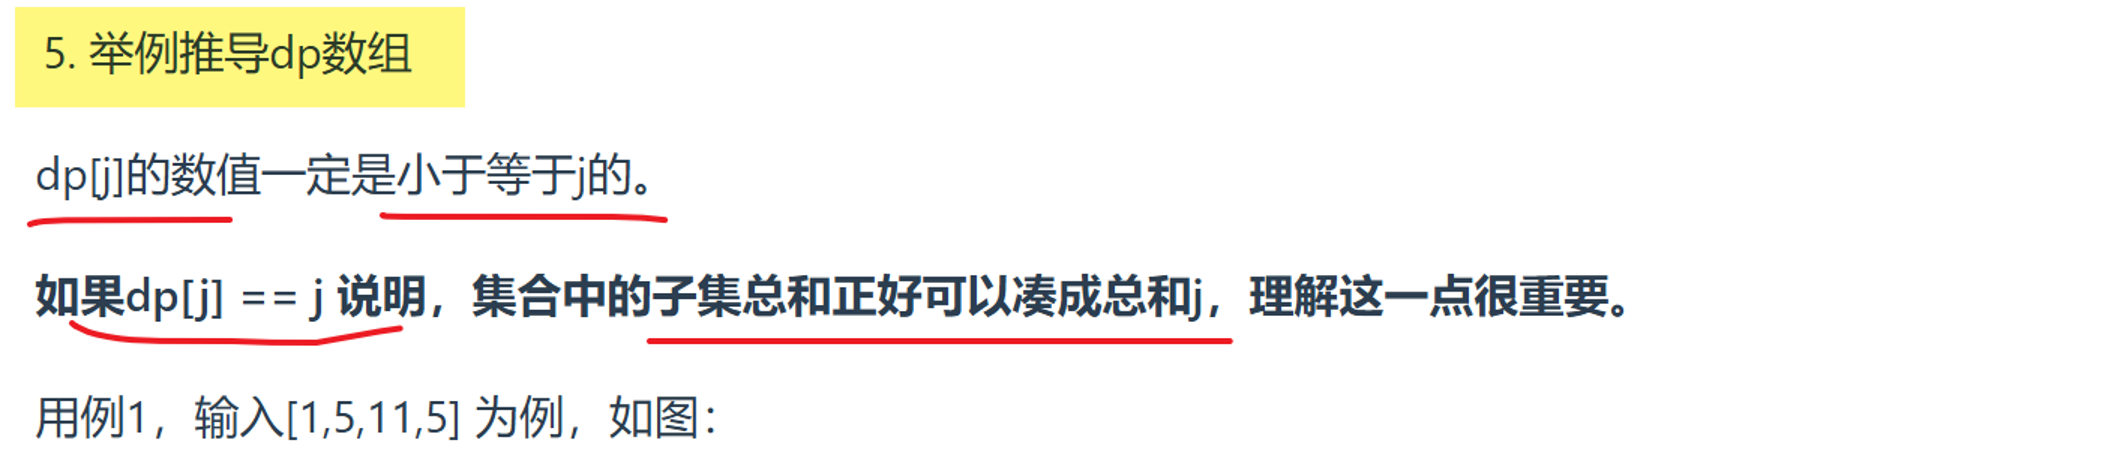 5. 举例推导dp数组
dp[j]的数值一定是小于等于j的。
如果dp[j] == j 说明，集合中的子集总和正好可以凑成总和j，理解这一点很重要。
用例1，输入[1,5,11,5] 为例，如图：